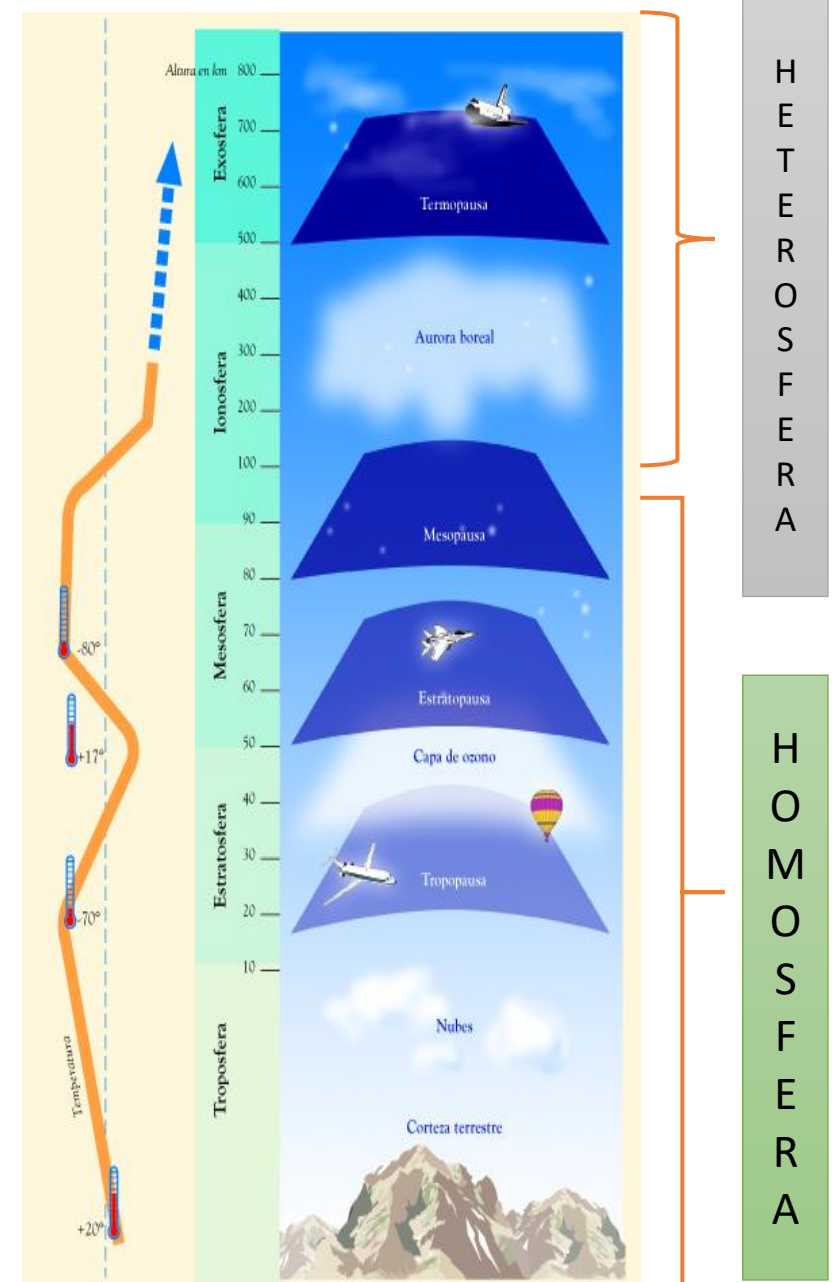 Altura en km 800
700
600
500
400
300
200
100
90
80
70
60
50
40
30
20
10
Exosfera
Ionosfera
Mesosfera
Estratosfera
Troposfera
Termopausa
Aurora boreal
Mesopausa
Estratopausa
Capa de ozono
Tropopausa
Nubes
Corteza terrestre
-80°
+17°
-70°
Temperatura
+20°
H
E
T
E
R
O
S
F
E
R
A
H
O
M
O
S
F
E
R
A